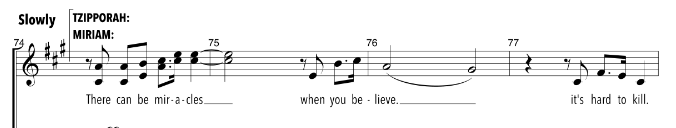 Slowly
TZIPPORAH:
MIRIAM:
74 75 76 77
There can be mir-a-cles when you be - lieve. it's hard to kill.